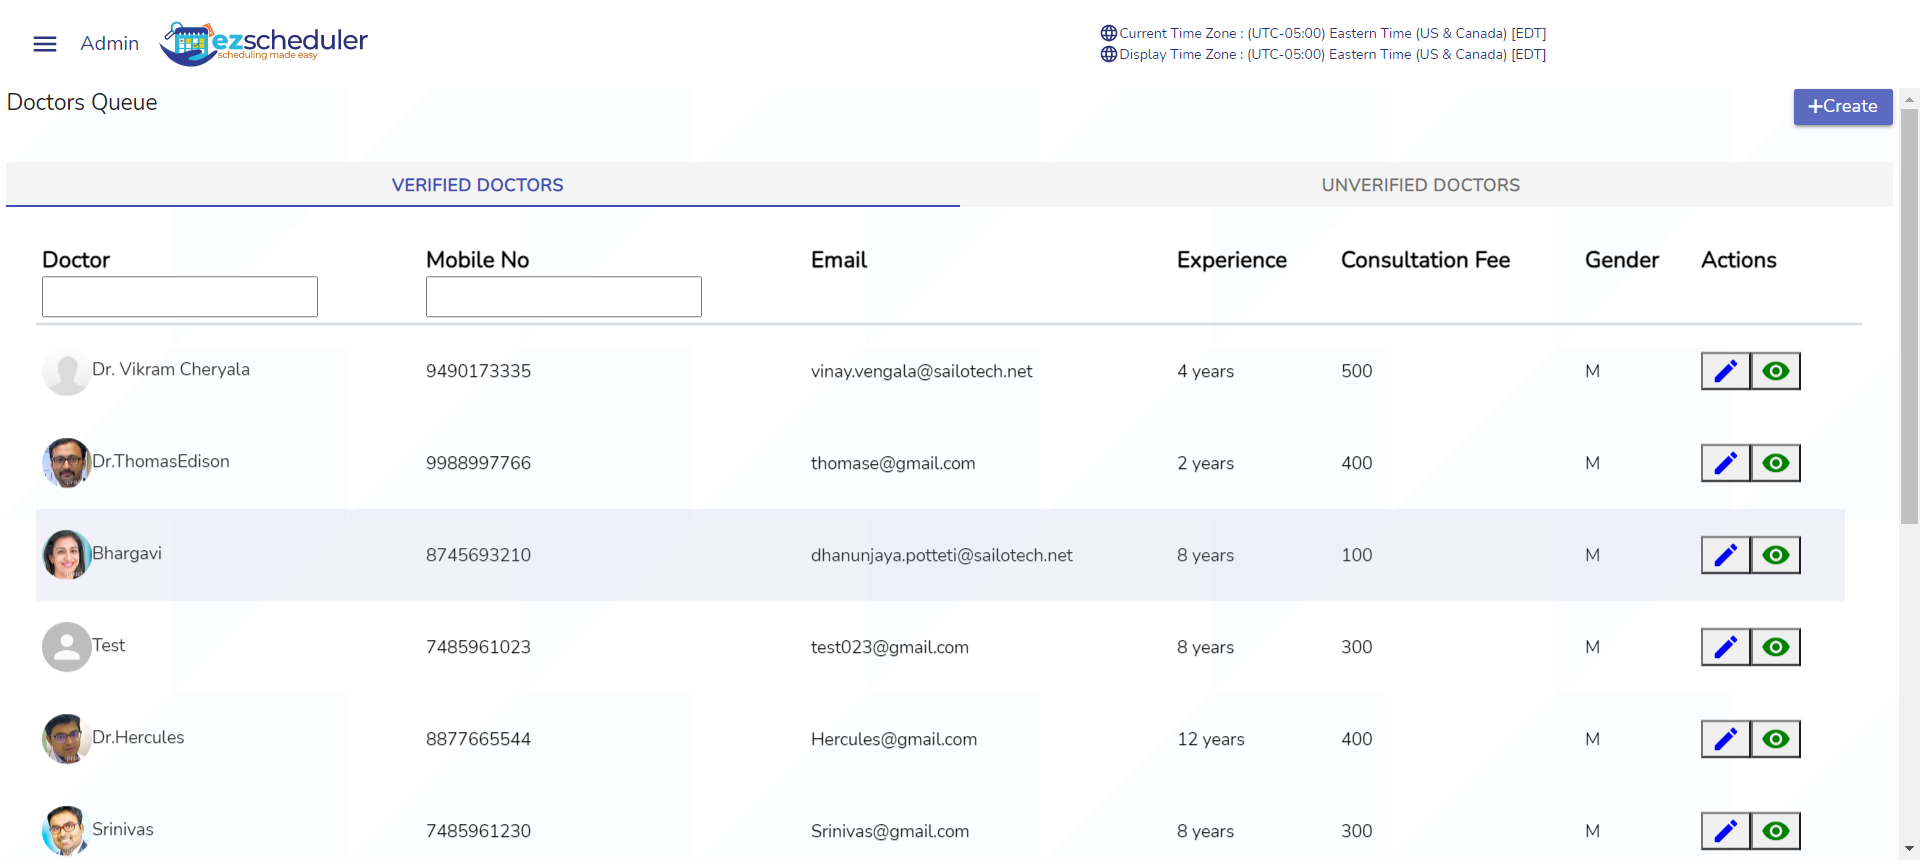 Admin
ezscheduler
scheduling made easy
Current Time Zone : (UTC-05:00) Eastern Time (US & Canada) [EDT]
Display Time Zone : (UTC-05:00) Eastern Time (US & Canada) [EDT]
Doctors Queue
+Create
VERIFIED DOCTORS UNVERIFIED DOCTORS
Doctor Mobile No Email Experience Consultation Fee Gender Actions
Dr. Vikram Cheryala 9490173335 vinay.vengala@sailotech.net 4 years 500 M
Dr.ThomasEdison 9988997766 thomase@gmail.com 2 years 400 M
Bhargavi 8745693210 dhanunjaya.potteti@sailotech.net 8 years 100 M
Test 7485961023 test023@gmail.com 8 years 300 M
Dr.Hercules 8877665544 Hercules@gmail.com 12 years 400 M
Srinivas 7485961230 Srinivas@gmail.com 8 years 300 M